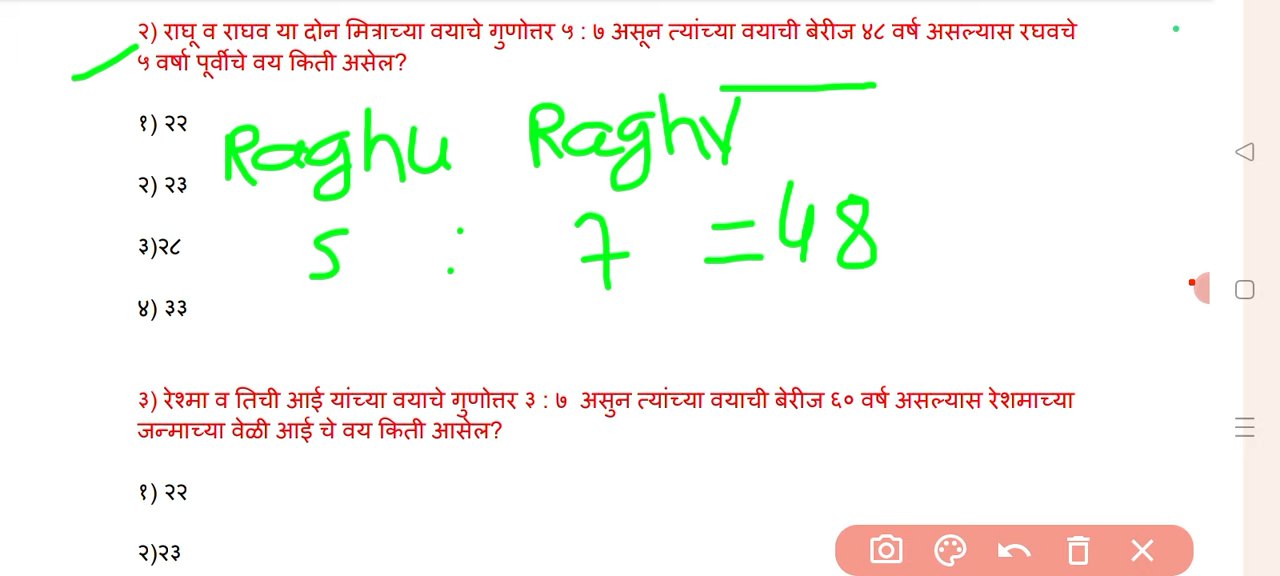 २) राघू व राघव या दोन मित्राच्या वयाचे गुणोत्तर ५ : ७ असून त्यांच्या वयाची बेरीज ४८ वर्ष असल्यास रघवचे
५ वर्षा पूर्वीचे वय किती असेल?
१) २२
Raghu Raghv
२) २३
5 : 7 = 48
३)२८
४) ३३
३) रेश्मा व तिची आई यांच्या वयाचे गुणोत्तर ३ : ७ असुन त्यांच्या वयाची बेरीज ६० वर्ष असल्यास रेशमाच्या
जन्माच्या वेळी आई चे वय किती आसेल?
१) २२
२)२३